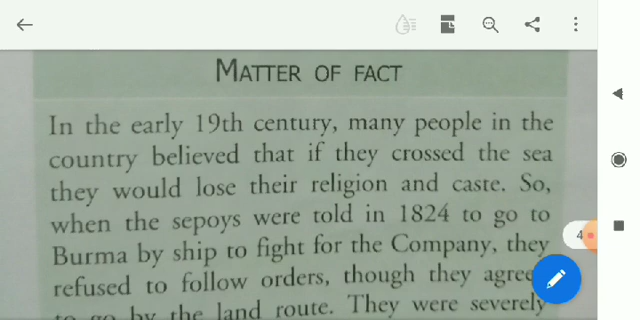 MATTER OF FACT
In the early 19th century, many people in the
country believed that if they crossed the sea
they would lose their religion and caste. So,
when the sepoys were told in 1824 to go to
Burma by ship to fight for the Company, they
refused to follow orders, though they agree
to go by the land route. They were severely
4